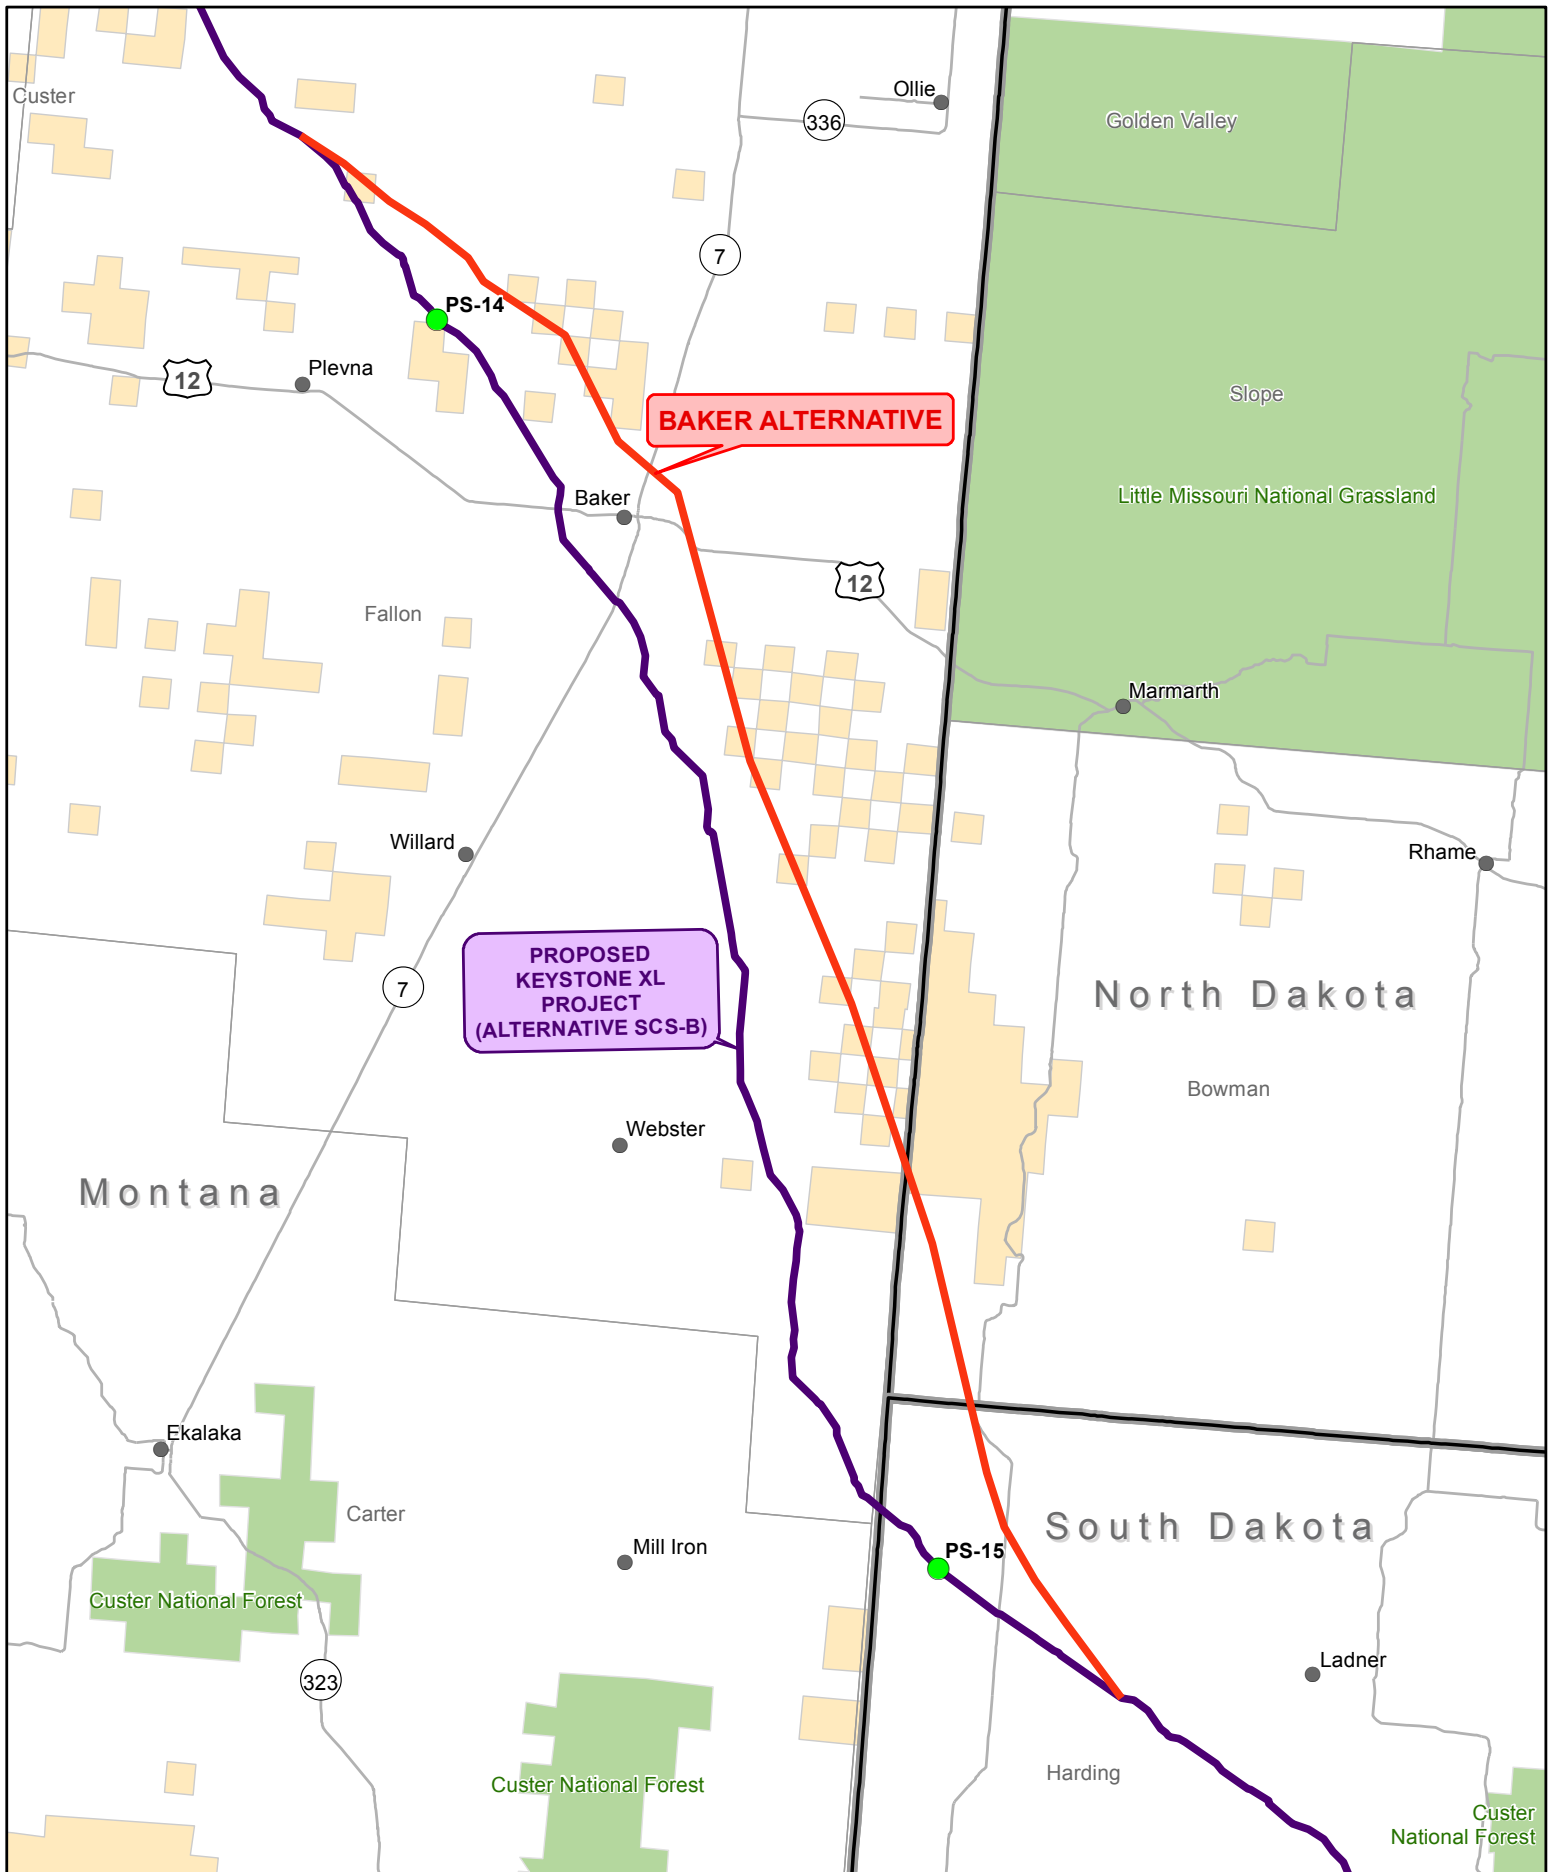 Ollie
Custer
336
Golden Valley
7
PS-14
Plevna
12
Slope
BAKER ALTERNATIVE
Baker
Little Missouri National Grassland
12
Fallon
Marmarth
Willard
Rhame
PROPOSED
KEYSTONE XL
PROJECT
(ALTERNATIVE SCS-B)
7
North Dakota
Bowman
Webster
Montana
Ekalaka
Carter
South Dakota
Mill Iron
PS-15
Custer National Forest
Ladner
323
Harding
Custer National Forest
Custer
National Forest